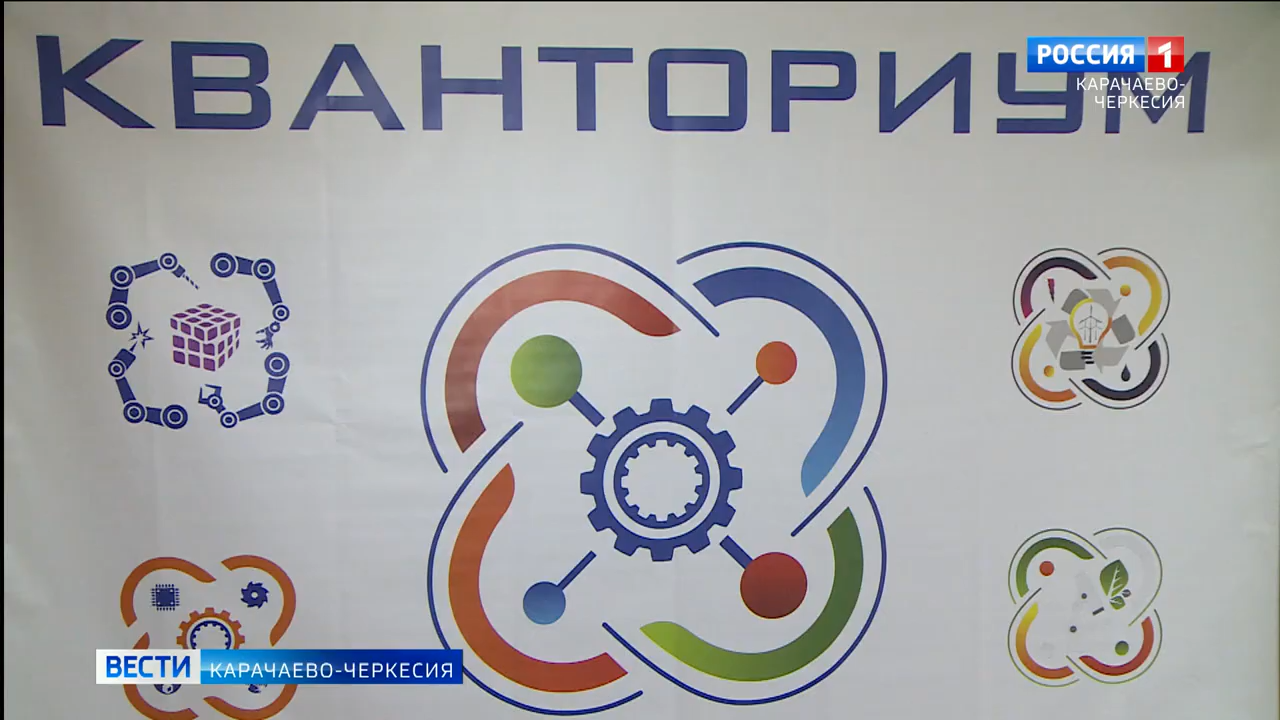 КВАНТОРИУМ
РОССИЯ 1
КАРАЧАЕВО-
ЧЕРКЕСИЯ
ВЕСТИ КАРАЧАЕВО-ЧЕРКЕСИЯ